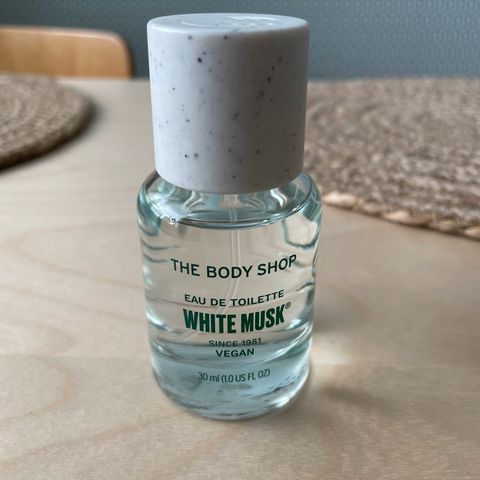 THE BODY SHOP
EAU DE TOILETTE
WHITE MUSK®
SINCE 1981
VEGAN
30 ml (1.0 US FL OZ)